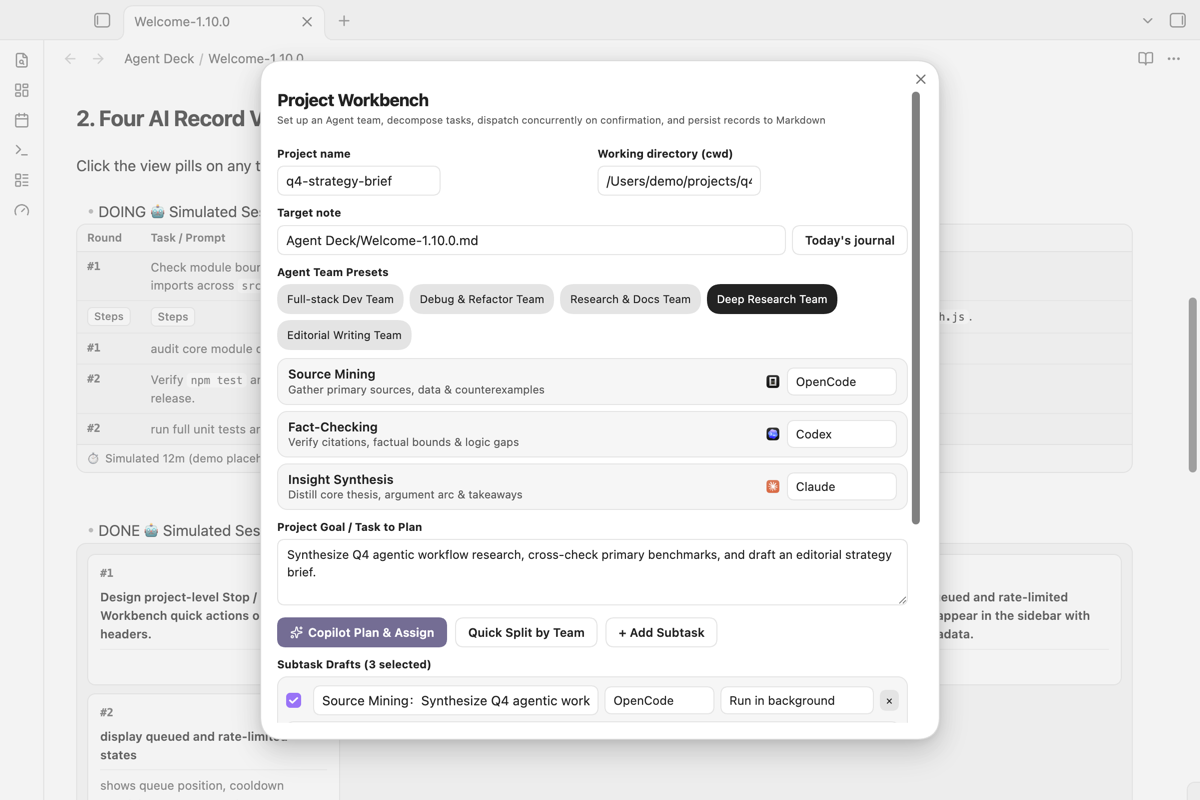 Welcome-1.10.0
Agent Deck / Welcome-1.10.0
2. Four AI Record V
Click the view pills on any t
DOING 🤖 Simulated Se
Round Task / Prompt
#1 Check module boun
imports across src
Steps Steps h.js.
#1 audit core module
#2 Verify npm test
release.
#2 run full unit tests
Simulated 12m (demo placeh
DONE 🤖 Simulated Ses
#1
Design project-level Stop /
Workbench quick actions o
headers.
eued and rate-limited
appear in the sidebar with
adata.
#2
display queued and rate-limited
states
shows queue position, cooldown
Project Workbench
Set up an Agent team, decompose tasks, dispatch concurrently on confirmation, and persist records to Markdown
Project name Working directory (cwd)
q4-strategy-brief /Users/demo/projects/q4
Target note
Agent Deck/Welcome-1.10.0.md Today's journal
Agent Team Presets
Full-stack Dev Team Debug & Refactor Team Research & Docs Team Deep Research Team
Editorial Writing Team
Source Mining
Gather primary sources, data & counterexamples
OpenCode
Fact-Checking
Verify citations, factual bounds & logic gaps
Codex
Insight Synthesis
Distill core thesis, argument arc & takeaways
Claude
Project Goal / Task to Plan
Synthesize Q4 agentic workflow research, cross-check primary benchmarks, and draft an editorial strategy
brief.
Copilot Plan & Assign Quick Split by Team + Add Subtask
Subtask Drafts (3 selected)
Source Mining: Synthesize Q4 agentic work OpenCode Run in background ×